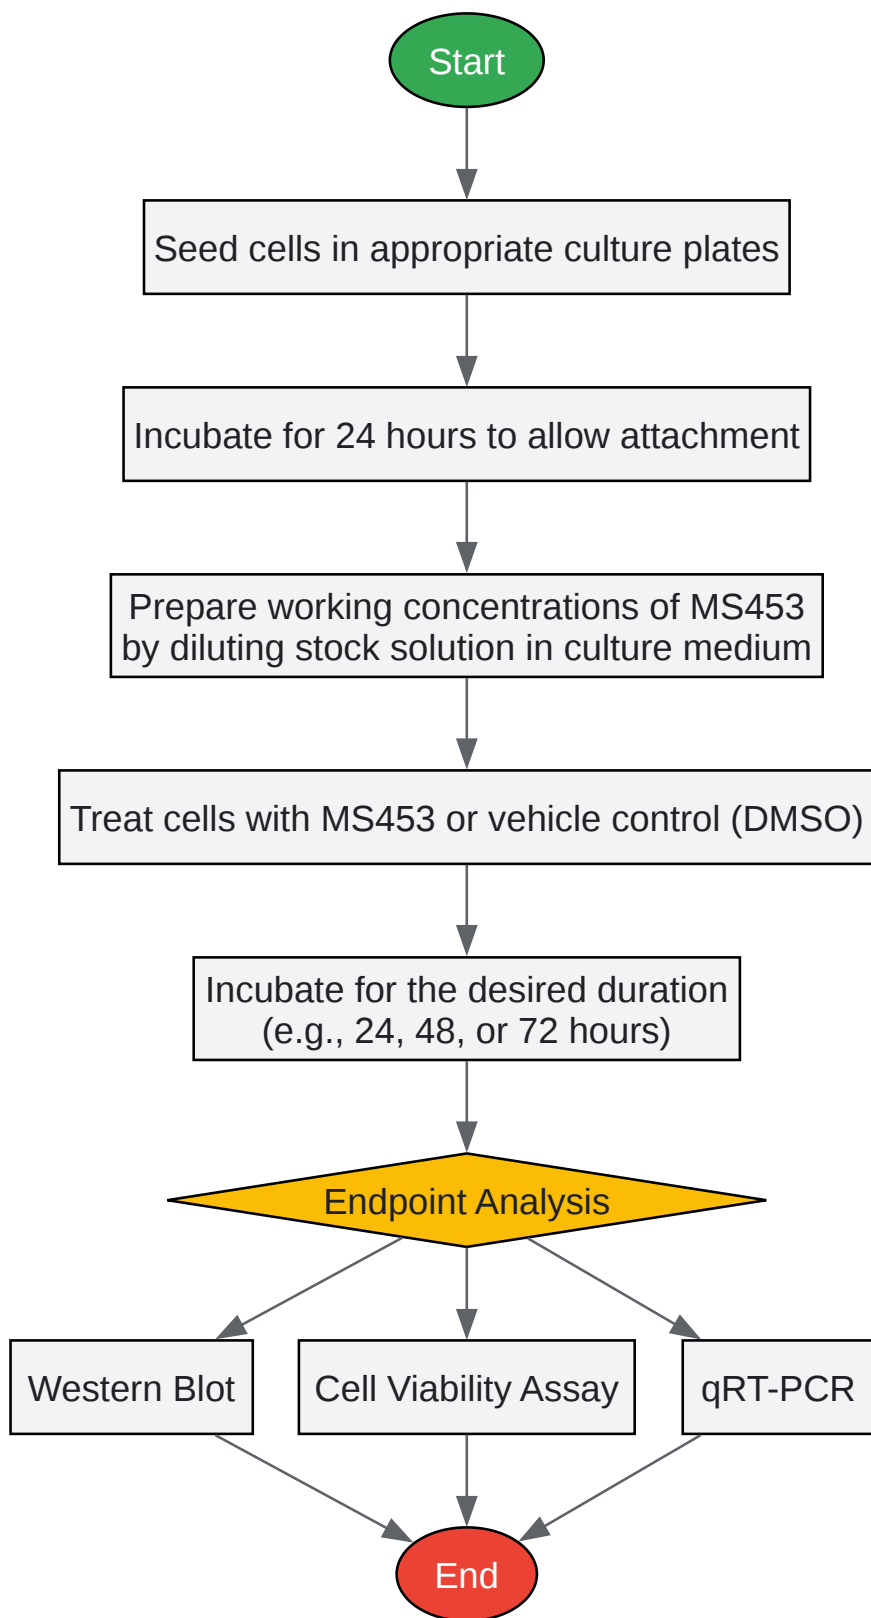 Start
Seed cells in appropriate culture plates
Incubate for 24 hours to allow attachment
Prepare working concentrations of MS453
by diluting stock solution in culture medium
Treat cells with MS453 or vehicle control (DMSO)
Incubate for the desired duration
(e.g., 24, 48, or 72 hours)
Endpoint Analysis
Western Blot
Cell Viability Assay
qRT-PCR
End